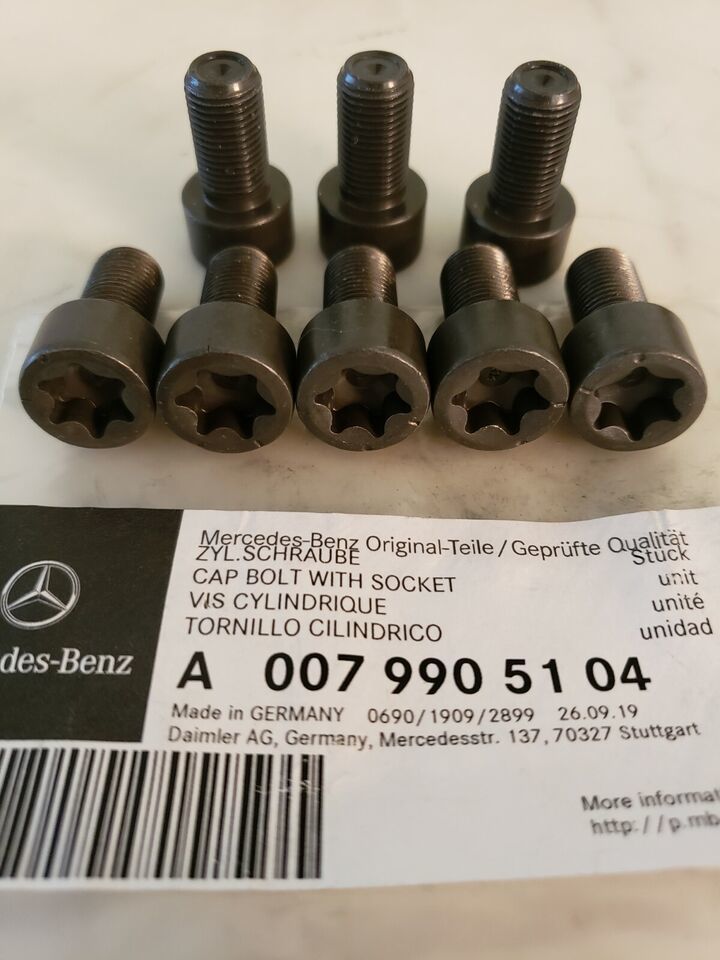 Mercedes-Benz Original-Teile / Geprüfte Qualität
ZYL.SCHRAUBE Stück
CAP BOLT WITH SOCKET unit
VIS CYLINDRIQUE unité
TORNILLO CILINDRICO unidad
des-Benz
A 007 990 51 04
Made in GERMANY 0690/1909/2899 26.09.19
Daimler AG, Germany, Mercedesstr. 137, 70327 Stuttgart
More informat
http://p.mb